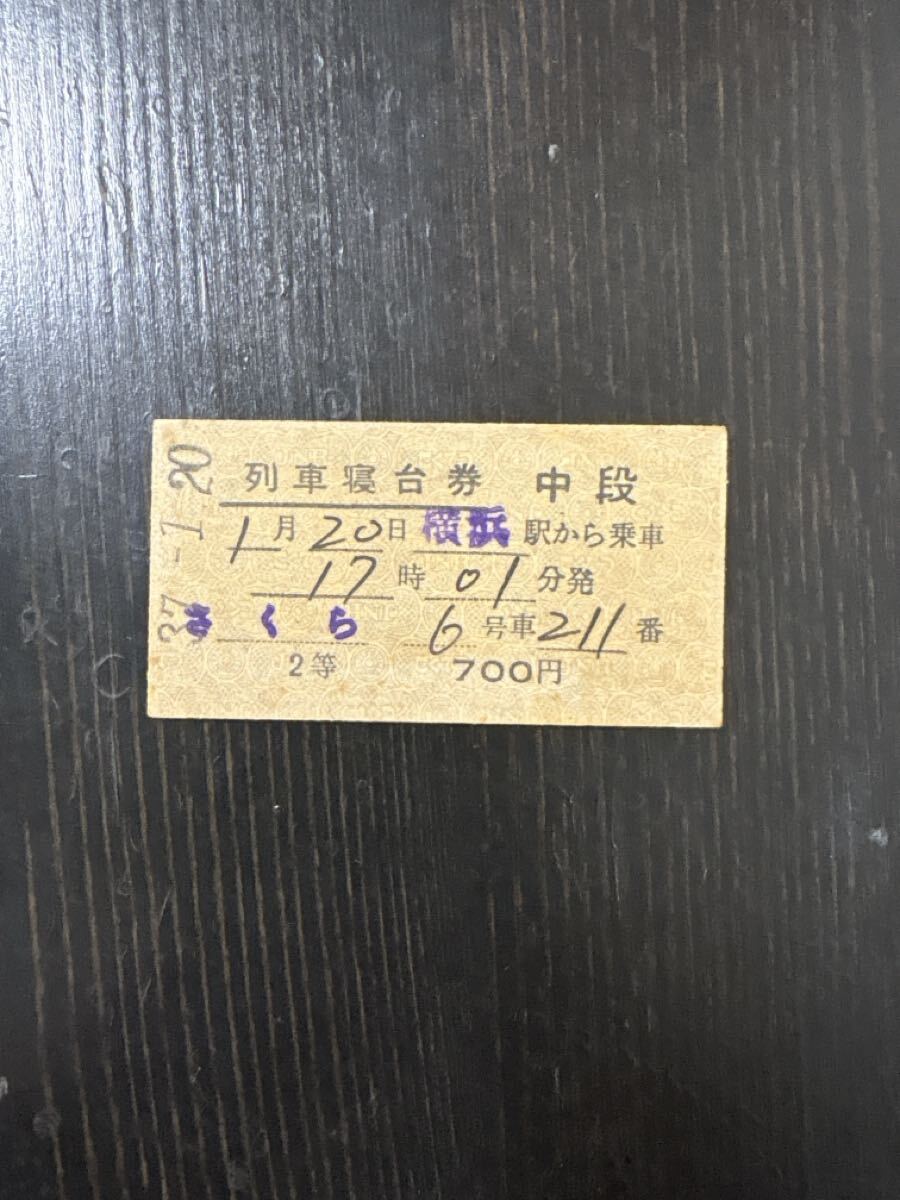 列車寝台券 中段
1月20日 横浜 駅から乗車
17時01分発
さくら 6号車211番
2等 700円
37-1.20